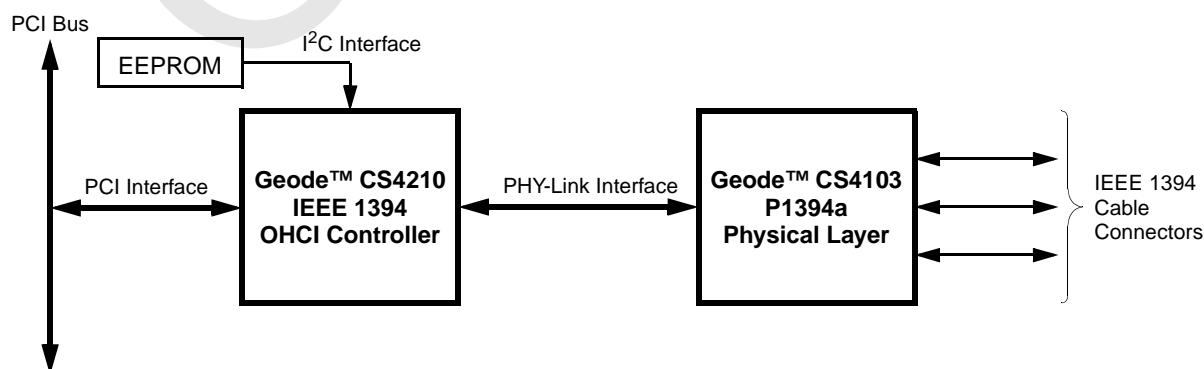 PCI Bus
I²C Interface
EEPROM
PCI Interface
Geode™ CS4210
IEEE 1394
OHCI Controller
PHY-Link Interface
Geode™ CS4103
P1394a
Physical Layer
IEEE 1394
Cable
Connectors